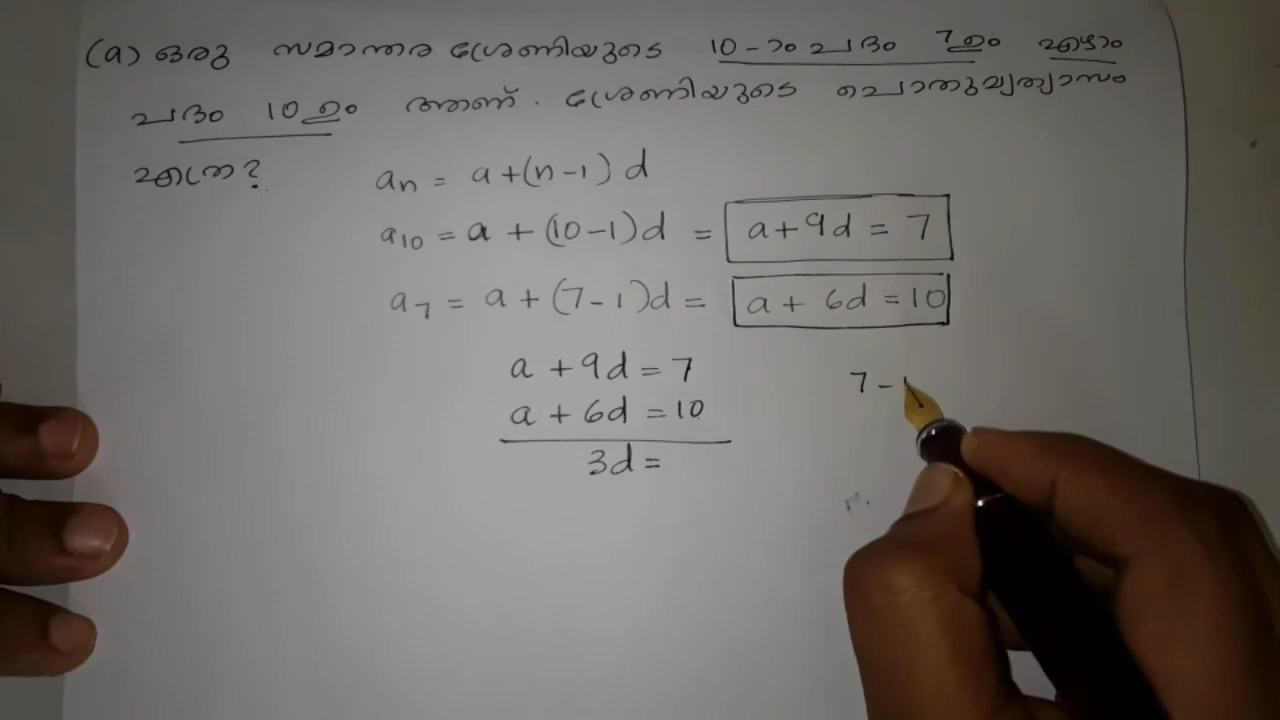 (a) ഒരു സമാന്തര ശ്രേണിയുടെ 10-ാം പദം 7ഉം ഏഴാം
പദം 10ഉം ആണ്. ശ്രേണിയുടെ പൊതുവ്യത്യാസം
എത്ര?
an = a+(n-1)d
a10 = a + (10-1)d = a+9d = 7
a7 = a + (7-1)d = a + 6d = 10
a + 9d = 7
a + 6d = 10
3d =
7 -